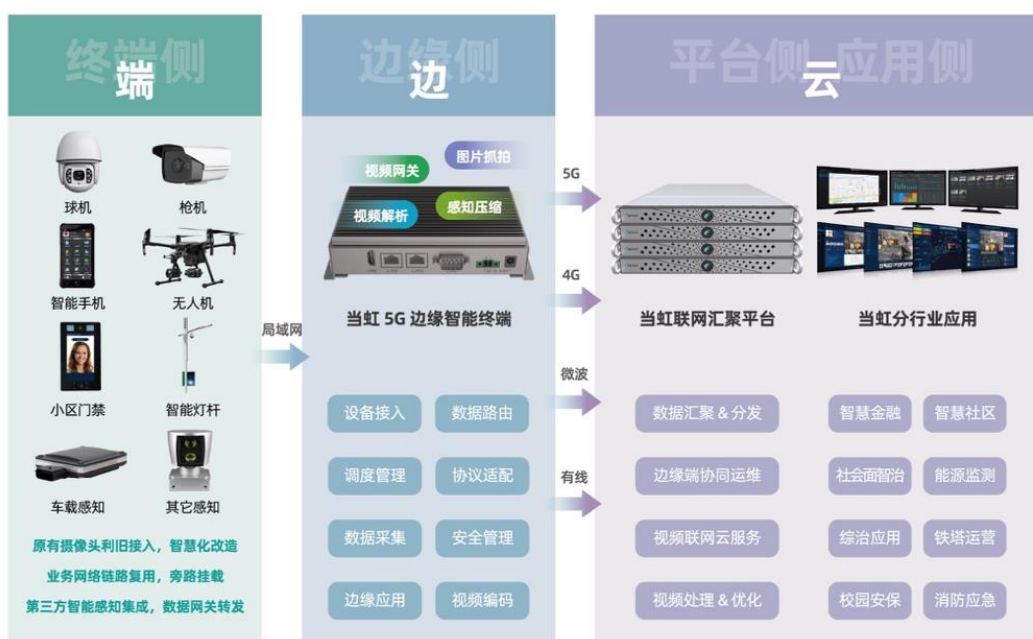 终端侧
端
球机
枪机
智能手机
无人机
小区门禁
智能灯杆
车载感知
其它感知
原有摄像头利旧接入，智慧化改造
业务网络链路复用，旁路挂载
第三方智能感知集成，数据网关转发
局域网
边缘侧
边
视频网关
图片抓拍
视频解析
感知压缩
当虹 5G 边缘智能终端
设备接入
数据路由
调度管理
协议适配
数据采集
安全管理
边缘应用
视频编码
5G
4G
微波
有线
平台侧 应用侧
云
当虹联网汇聚平台
当虹分行业应用
数据汇聚 & 分发
智慧金融
智慧社区
边缘端协同运维
社会面智治
能源监测
视频联网云服务
综治应用
铁塔运营
视频处理 & 优化
校园安保
消防应急